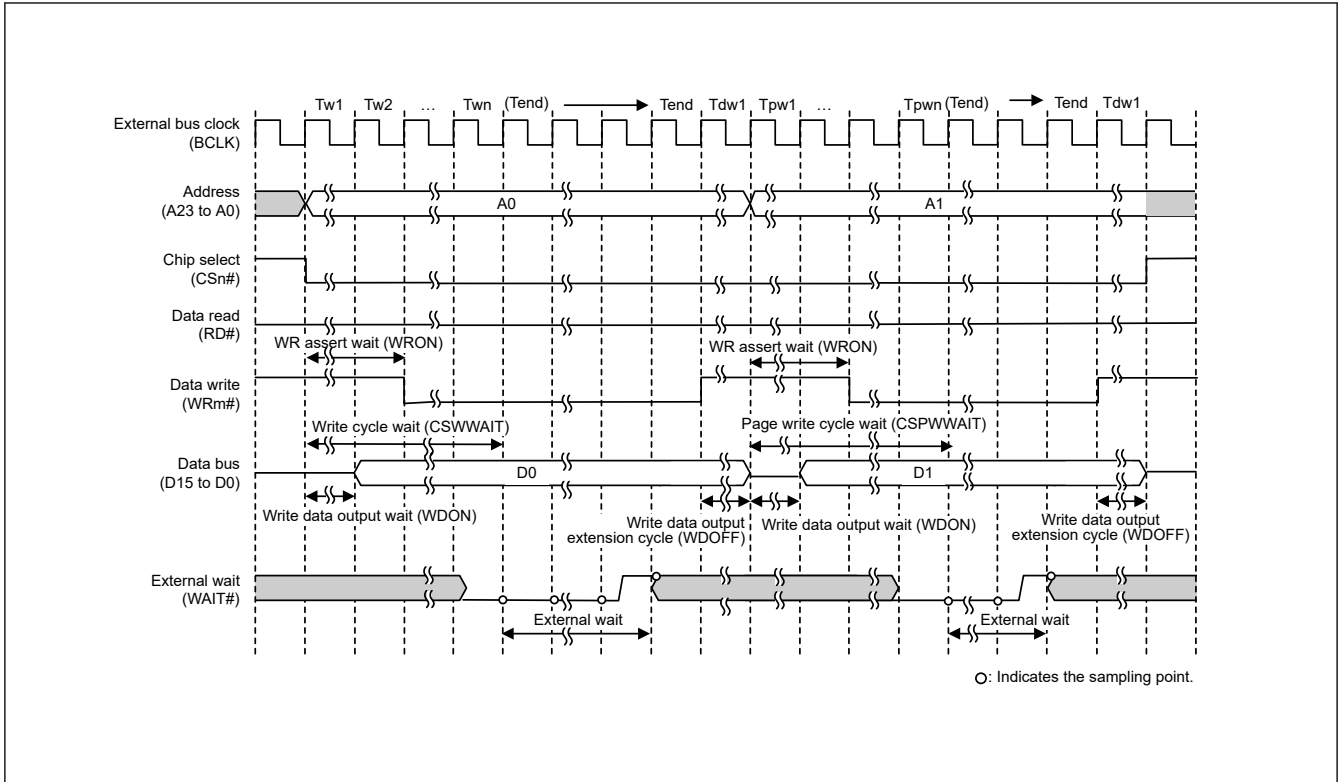 Tw1 Tw2 … Twn (Tend) Tend Tdw1 Tpw1 … Tpwn (Tend) Tend Tdw1
External bus clock
(BCLK)
Address
(A23 to A0)
A0 A1
Chip select
(CSn#)
Data read
(RD#)
WR assert wait (WRON) WR assert wait (WRON)
Data write
(WRm#)
Write cycle wait (CSWWAIT) Page write cycle wait (CSPWWAIT)
Data bus
(D15 to D0)
D0 D1
Write data output wait (WDON) Write data output
extension cycle (WDOFF) Write data output wait (WDON) Write data output
extension cycle (WDOFF)
External wait
(WAIT#)
External wait External wait
: Indicates the sampling point.